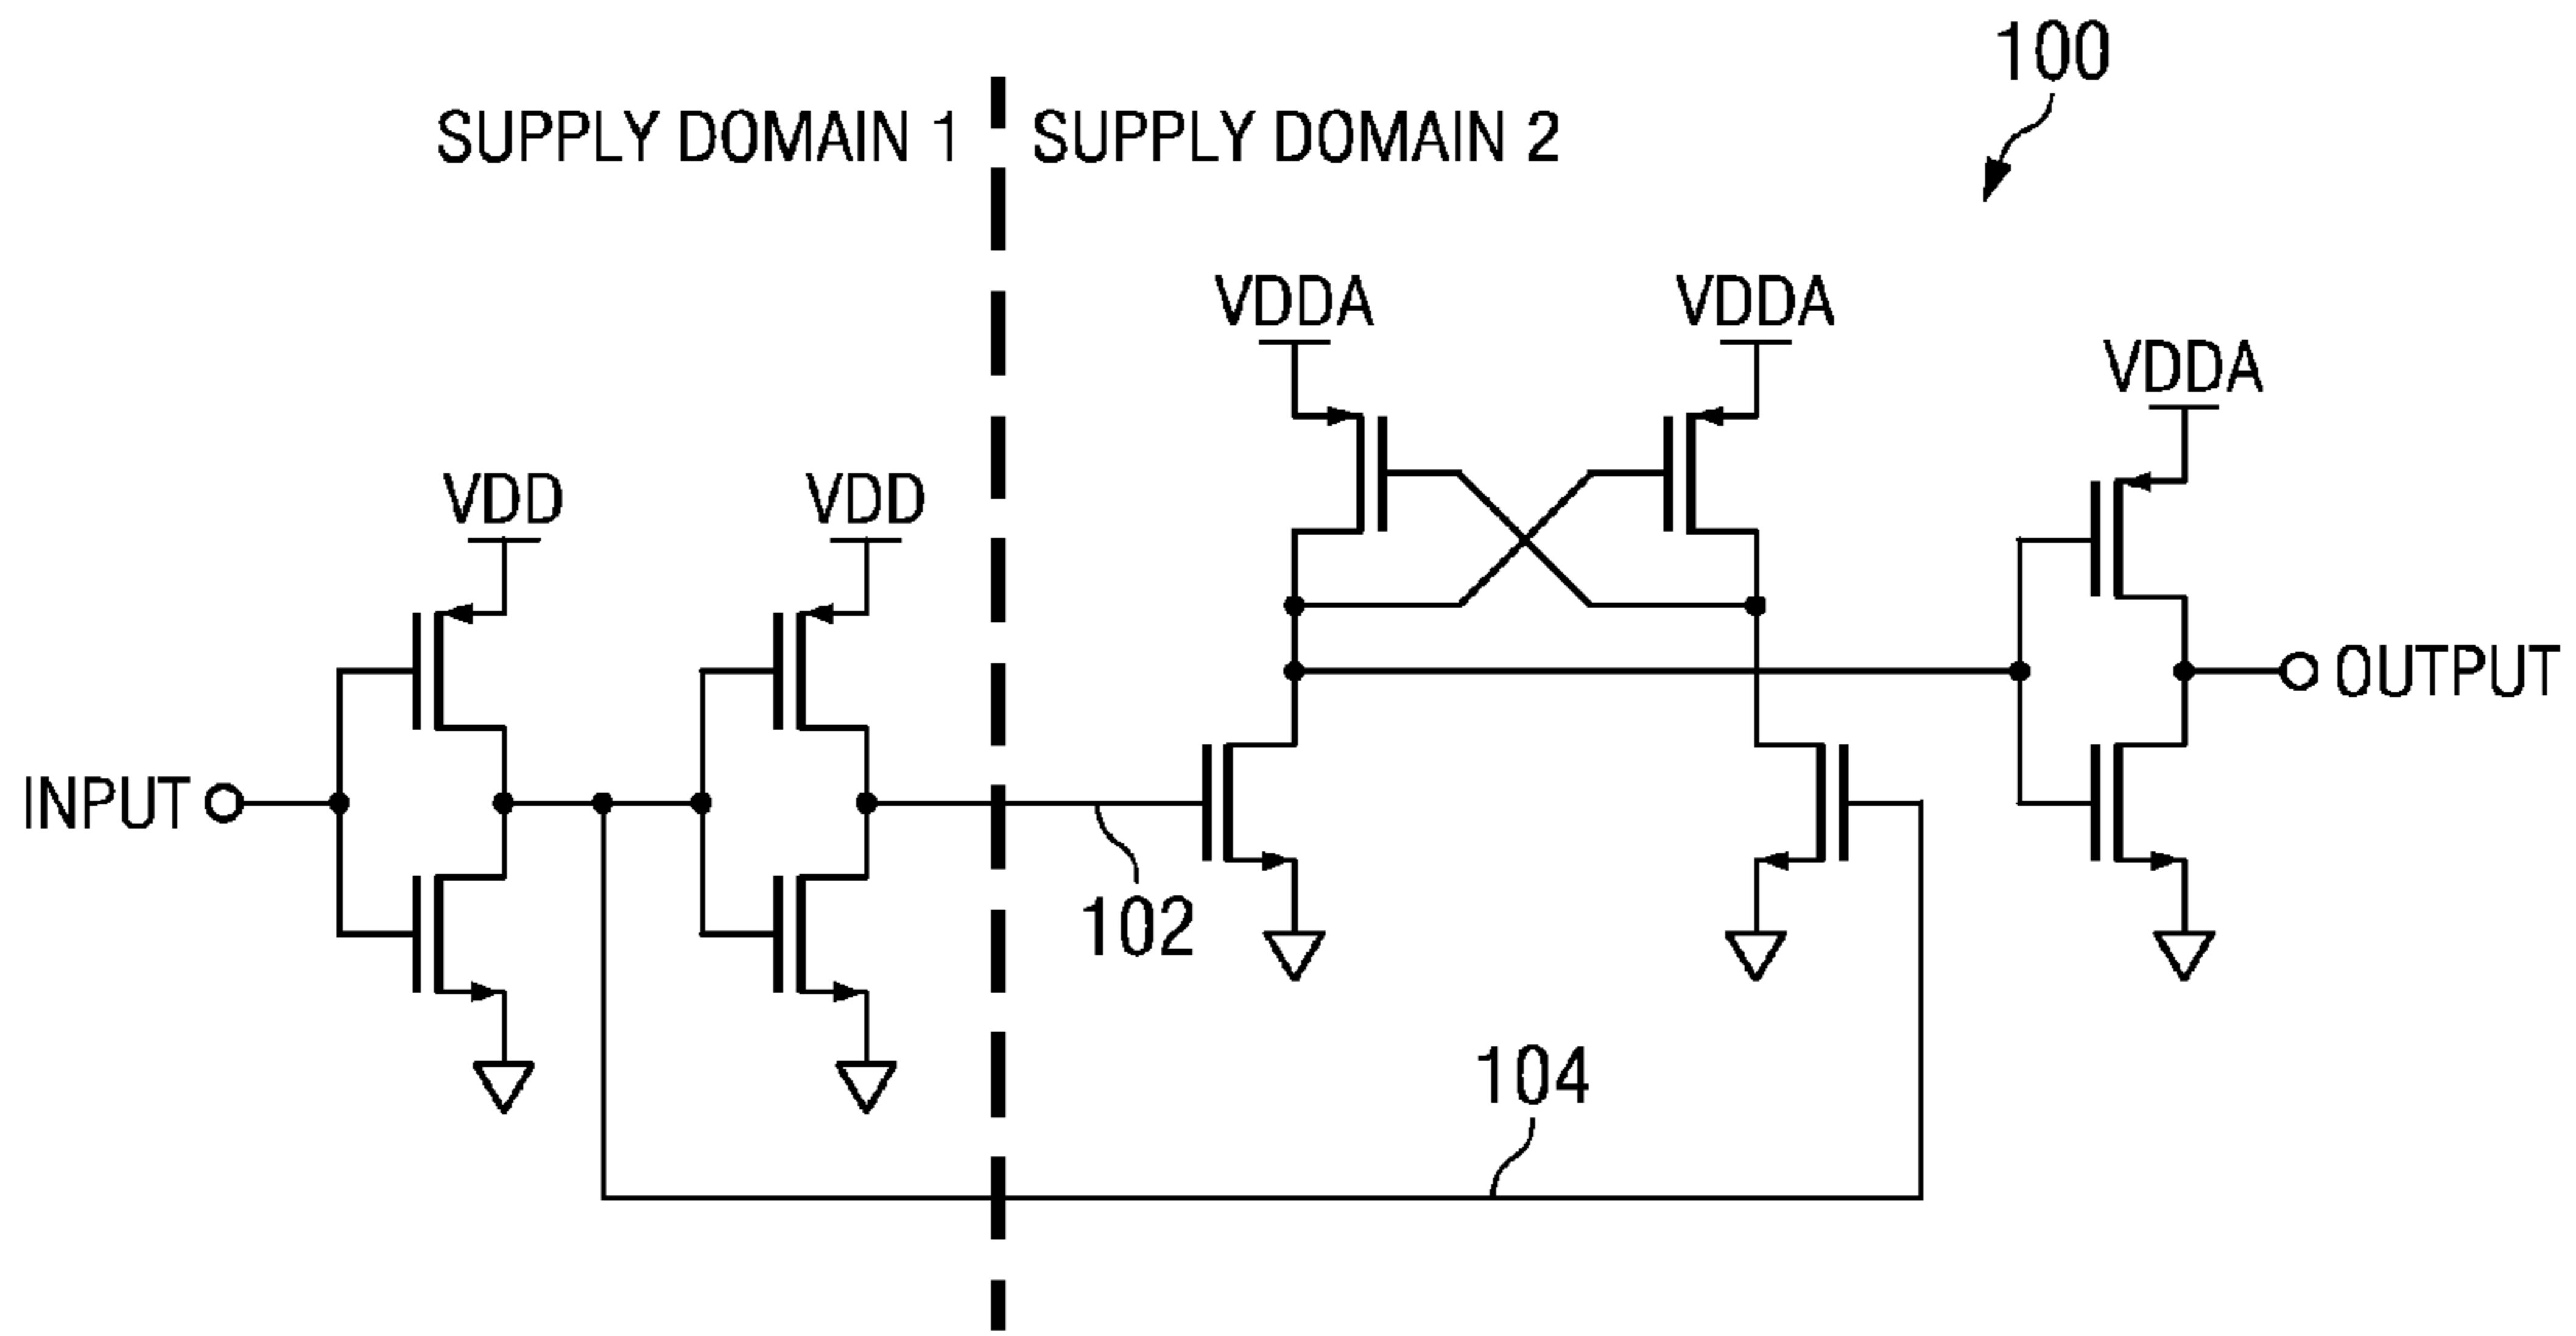 100
SUPPLY DOMAIN 1
SUPPLY DOMAIN 2
VDDA
VDDA
VDDA
VDD
VDD
INPUT
OUTPUT
102
104